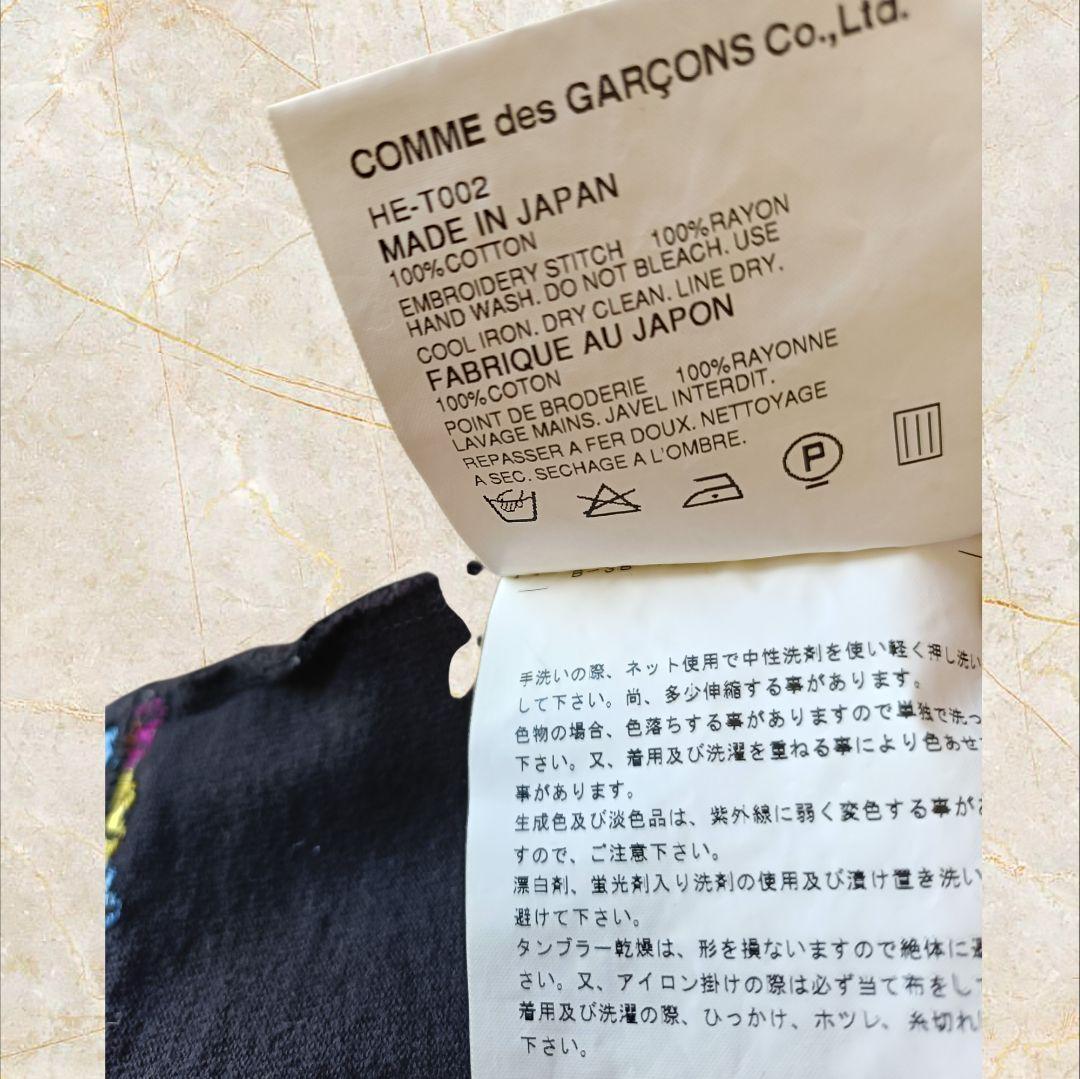 COMME des GARÇONS Co.,Ltd.
HE-T002
MADE IN JAPAN
100%COTTON
EMBROIDERY STITCH 100%RAYON
HAND WASH. DO NOT BLEACH. USE
COOL IRON. DRY CLEAN. LINE DRY.
FABRIQUE AU JAPON
100%COTON
POINT DE BRODERIE 100%RAYONNE
LAVAGE MAINS. JAVEL INTERDIT.
REPASSER A FER DOUX. NETTOYAGE
A SEC. SECHAGE A L'OMBRE.
P
手洗いの際、ネット使用で中性洗剤を使い軽く押し洗い
して下さい。尚、多少伸縮する事があります。
色物の場合、色落ちする事がありますので単独で洗っ
下さい。又、着用及び洗濯を重ねる事により色あせ
事があります。
生成色及び淡色品は、紫外線に弱く変色する事が
すので、ご注意下さい。
漂白剤、蛍光剤入り洗剤の使用及び漬け置き洗い
避けて下さい。
タンブラー乾燥は、形を損ないますので絶体に
さい。又、アイロン掛けの際は必ず当て布をし
着用及び洗濯の際、ひっかけ、ホツレ、糸切れ
下さい。